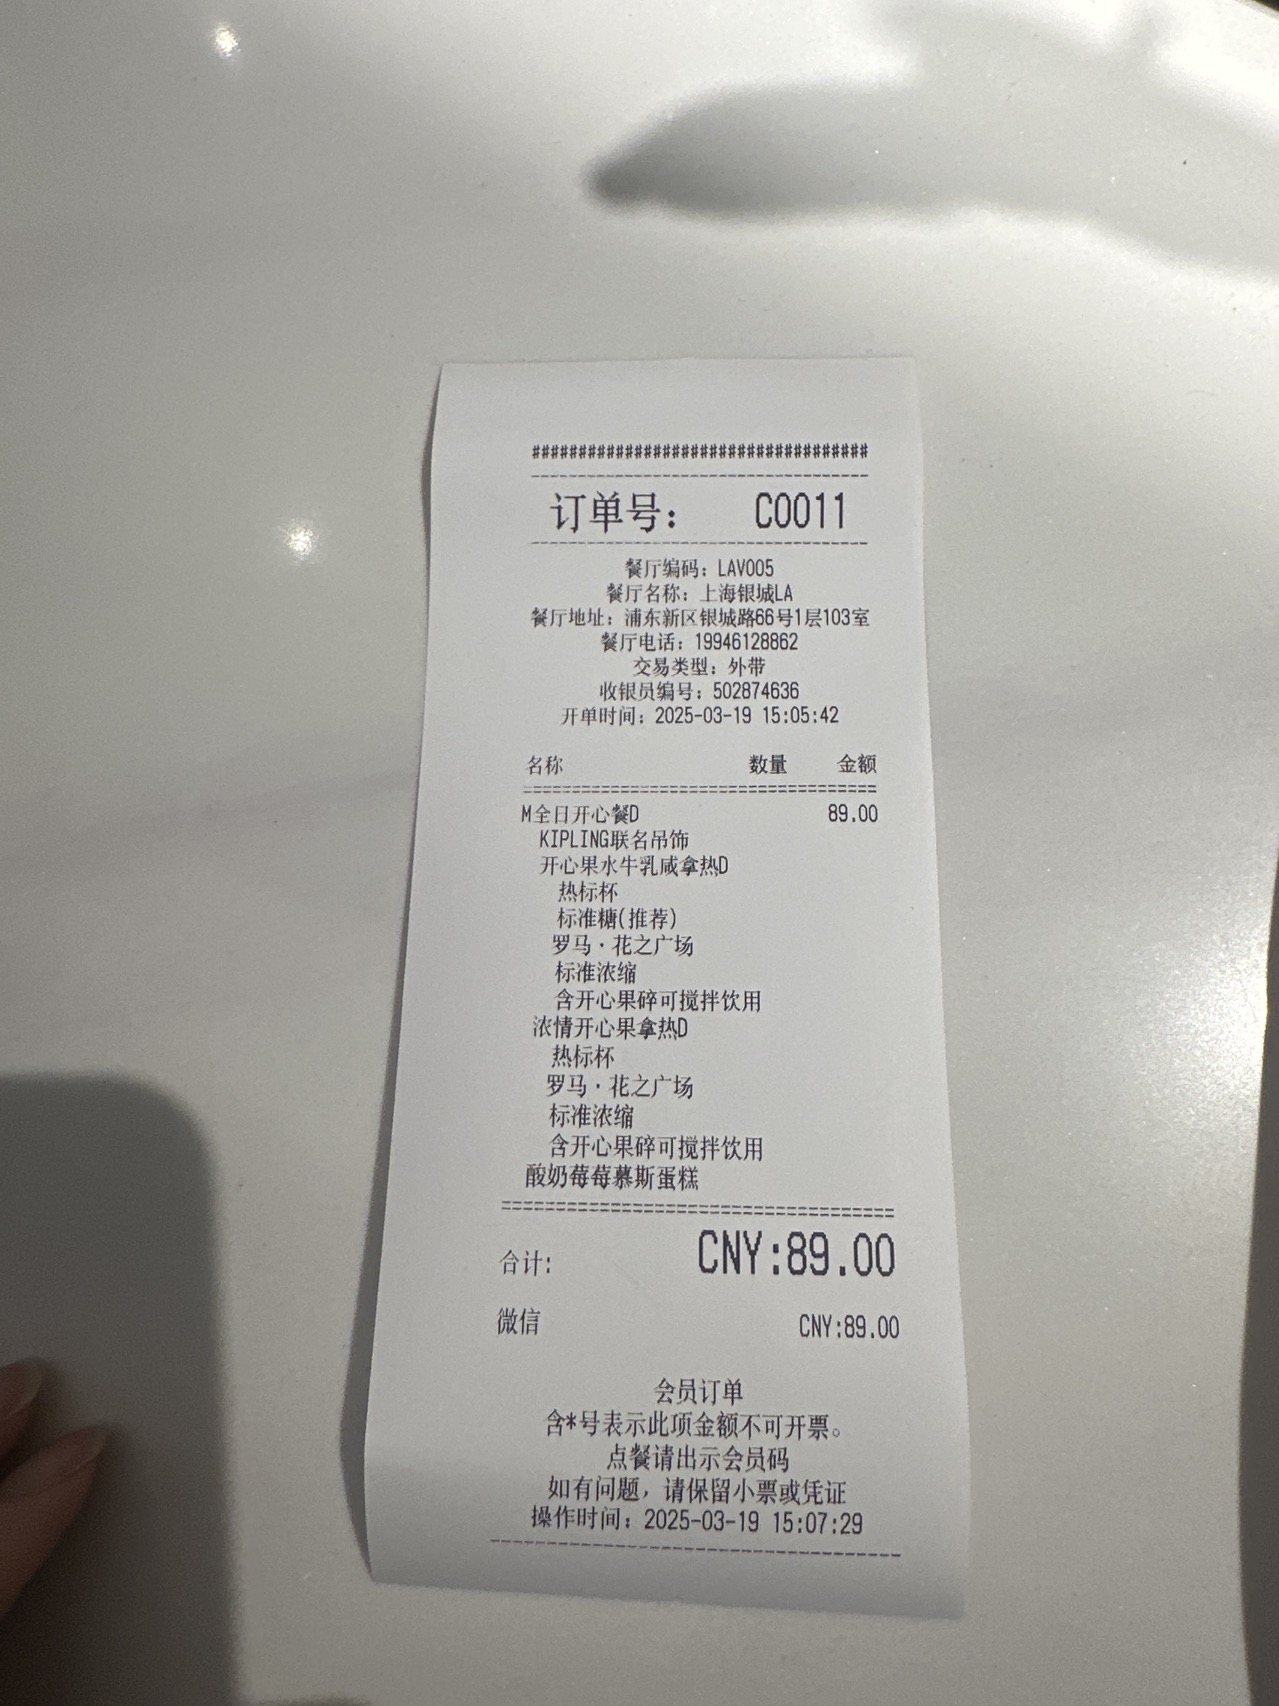 ####################################
订单号： C0011
餐厅编码：LAV005
餐厅名称：上海银城LA
餐厅地址：浦东新区银城路66号1层103室
餐厅电话：19946128862
交易类型：外带
收银员编号：502874636
开单时间：2025-03-19 15:05:42
名称 数量 金额
M全日开心餐D 89.00
KIPLING联名吊饰
开心果水牛乳咸拿热D
热标杯
标准糖(推荐)
罗马·花之广场
标准浓缩
含开心果碎可搅拌饮用
浓情开心果拿热D
热标杯
罗马·花之广场
标准浓缩
含开心果碎可搅拌饮用
酸奶莓莓慕斯蛋糕
合计: CNY:89.00
微信 CNY:89.00
会员订单
含*号表示此项金额不可开票。
点餐请出示会员码
如有问题，请保留小票或凭证
操作时间：2025-03-19 15:07:29